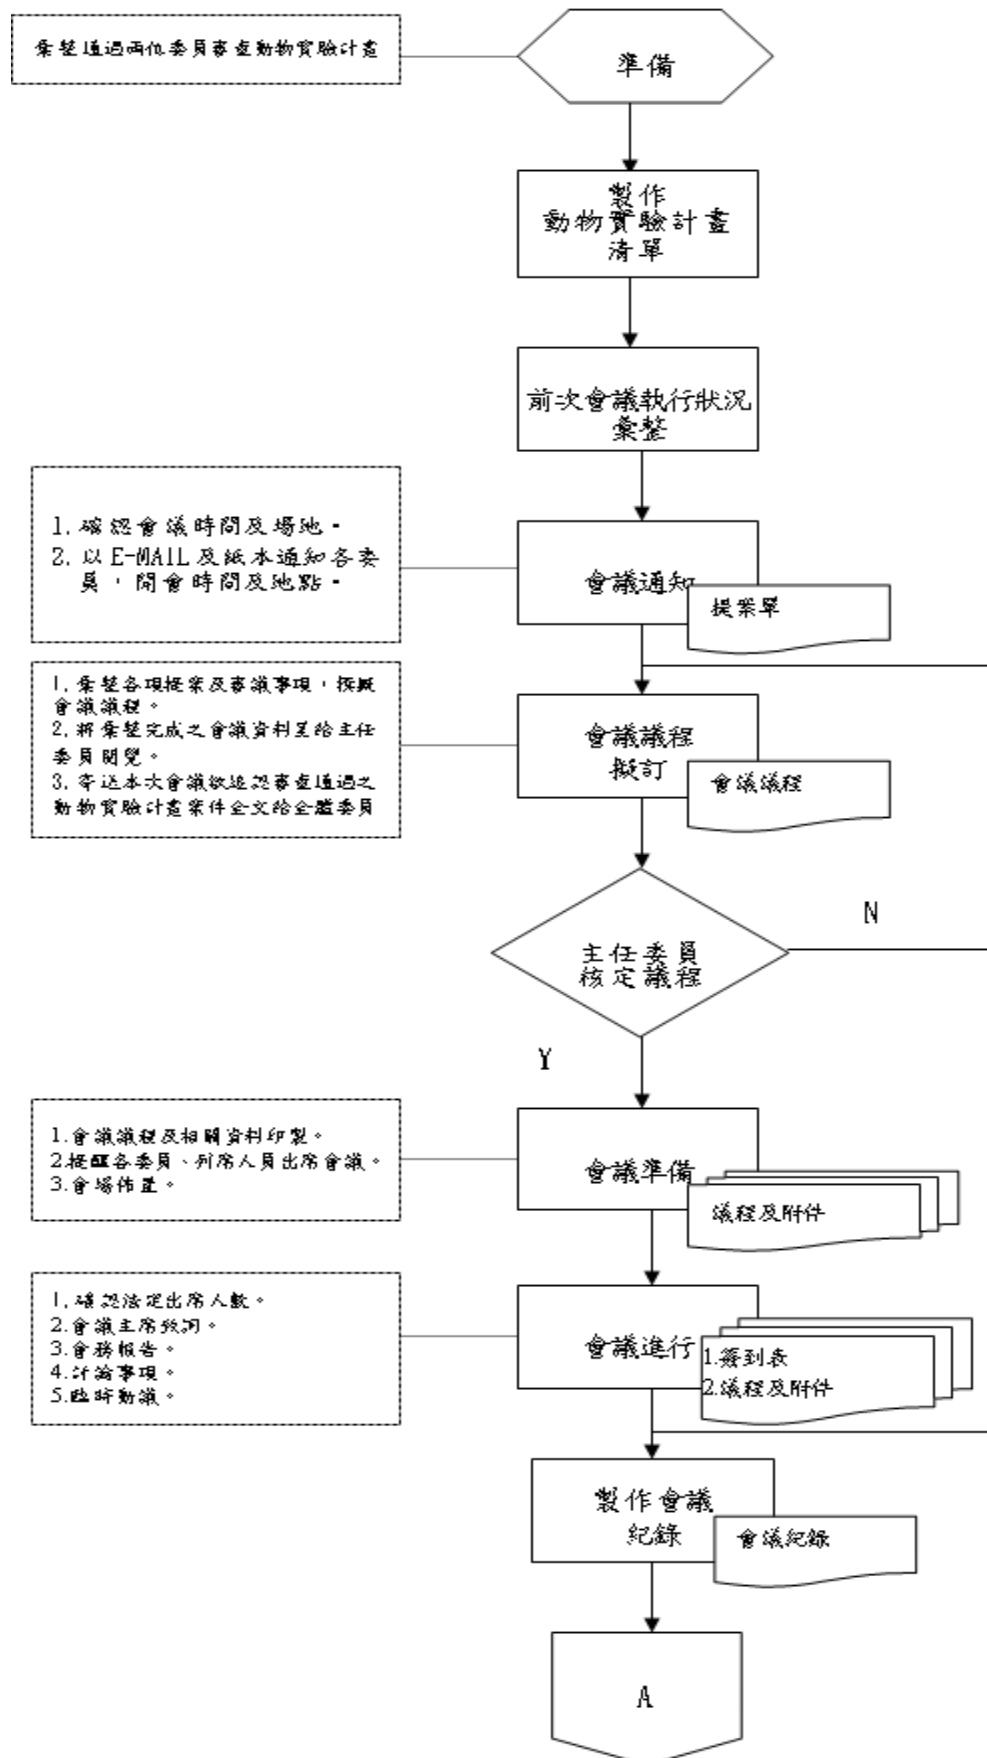 彙整通過兩位委員審查動物實驗計畫
準備
製作
動物實驗計畫
清單
前次會議執行狀況
彙整
1. 確認會議時間及場地。
2. 以 E-MAIL 及紙本通知各委
員，開會時間及地點。
會議通知
提案單
1. 彙整各項提案及審議事項，撰擬
會議議程。
2. 將彙整完成之會議資料呈給主任
委員閱覽。
3. 寄送本次會議欲追認審查通過之
動物實驗計畫案件全文給全體委員
會議議程
擬訂
會議議程
主任委員
核定議程
N
Y
1.會議議程及相關資料印製。
2.提醒各委員、列席人員出席會議。
3.會場佈置。
會議準備
議程及附件
1. 確認法定出席人數。
2.會議主席致詞。
3.會務報告。
4.討論事項。
5.臨時動議。
會議進行
1.簽到表
2.議程及附件
製作會議
紀錄
會議紀錄
A